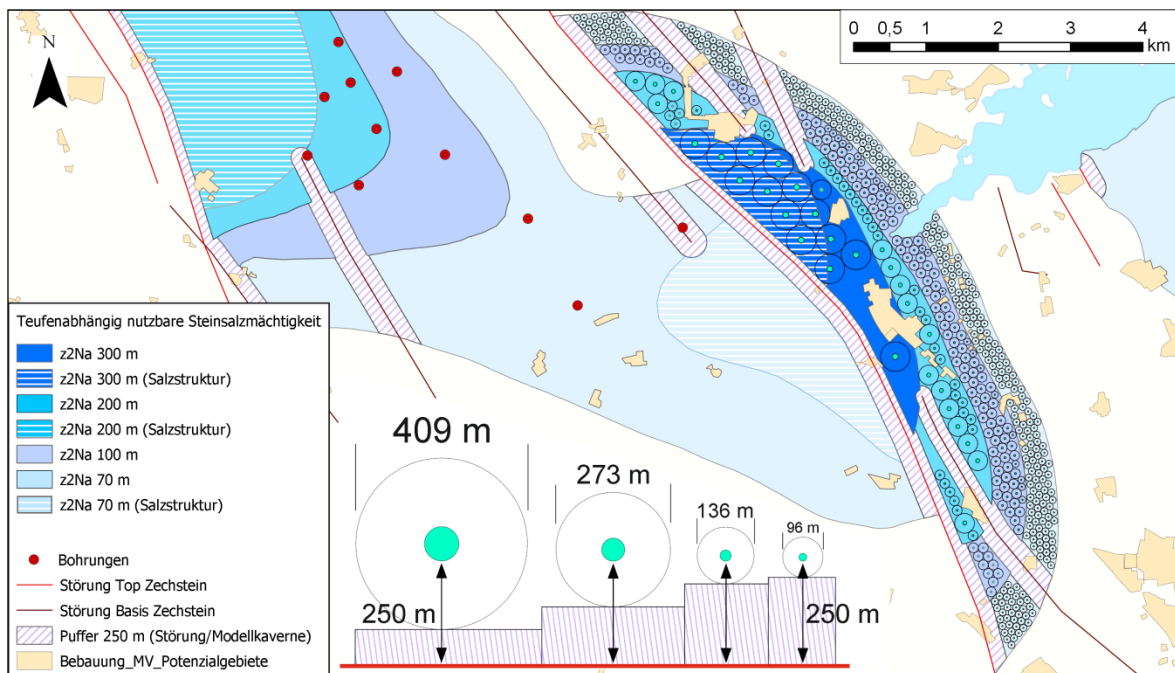 N
0 0,5 1 2 3 4
km
Teufenabhängig nutzbare Steinsalzmächtigkeit
z2Na 300 m
z2Na 300 m (Salzstruktur)
z2Na 200 m
z2Na 200 m (Salzstruktur)
z2Na 100 m
z2Na 70 m
z2Na 70 m (Salzstruktur)
Bohrungen
Störung Top Zechstein
Störung Basis Zechstein
Puffer 250 m (Störung/Modellkaverne)
Bebauung_MV_Potenzialgebiete
409 m
273 m
136 m
96 m
250 m
250 m